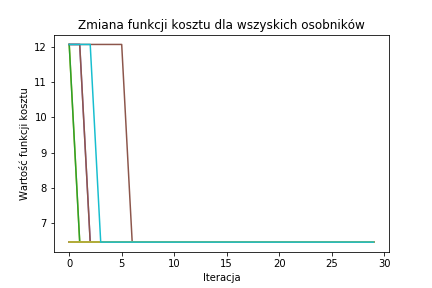 Zmiana funkcji kosztu dla wszyskich osobników
12
11
10
9
8
7
Wartość funkcji kosztu
0 5 10 15 20 25 30
Iteracja